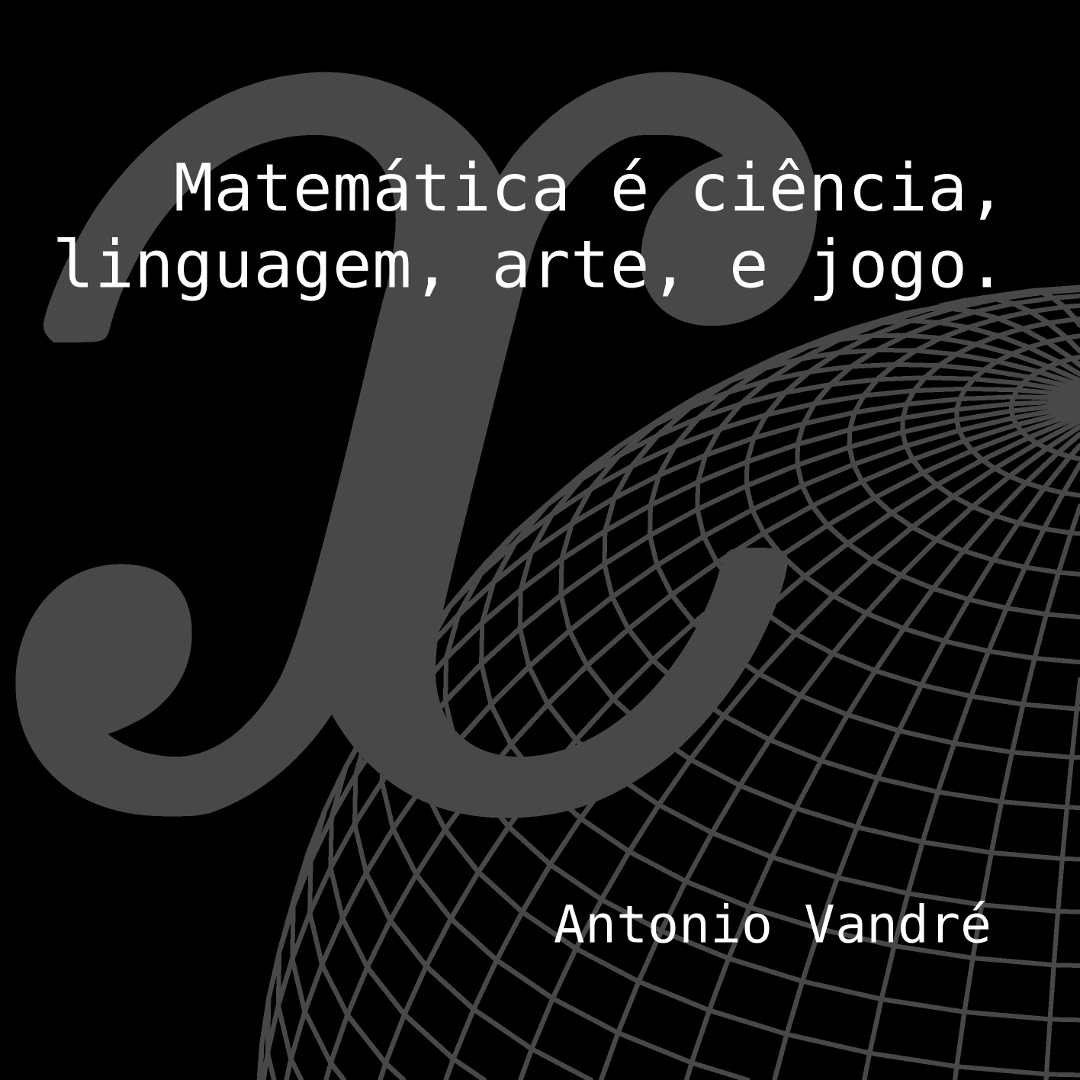 Matemática é ciência,
linguagem, arte, e jogo.
x
Antonio Vandré